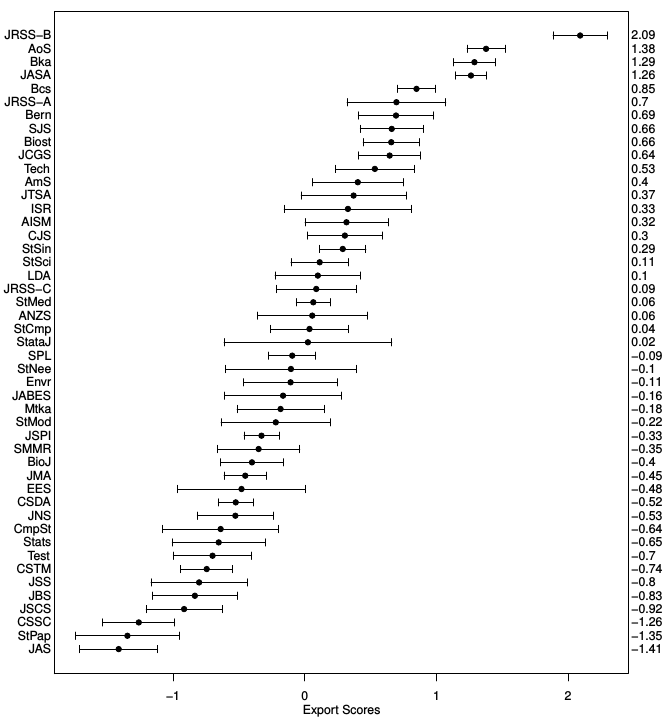 JRSS−B 2.09
AoS 1.38
Bka 1.29
JASA 1.26
Bcs 0.85
JRSS−A 0.7
Bern 0.69
SJS 0.66
Biost 0.66
JCGS 0.64
Tech 0.53
AmS 0.4
JTSA 0.37
ISR 0.33
AISM 0.32
CJS 0.3
StSin 0.29
StSci 0.11
LDA 0.1
JRSS−C 0.09
StMed 0.06
ANZS 0.06
StCmp 0.04
StataJ 0.02
SPL −0.09
StNee −0.1
Envr −0.11
JABES −0.16
Mtka −0.18
StMod −0.22
JSPI −0.33
SMMR −0.35
BioJ −0.4
JMA −0.45
EES −0.48
CSDA −0.52
JNS −0.53
CmpSt −0.64
Stats −0.65
Test −0.7
CSTM −0.74
JSS −0.8
JBS −0.83
JSCS −0.92
CSSC −1.26
StPap −1.35
JAS −1.41
−1 0 1 2
Export Scores